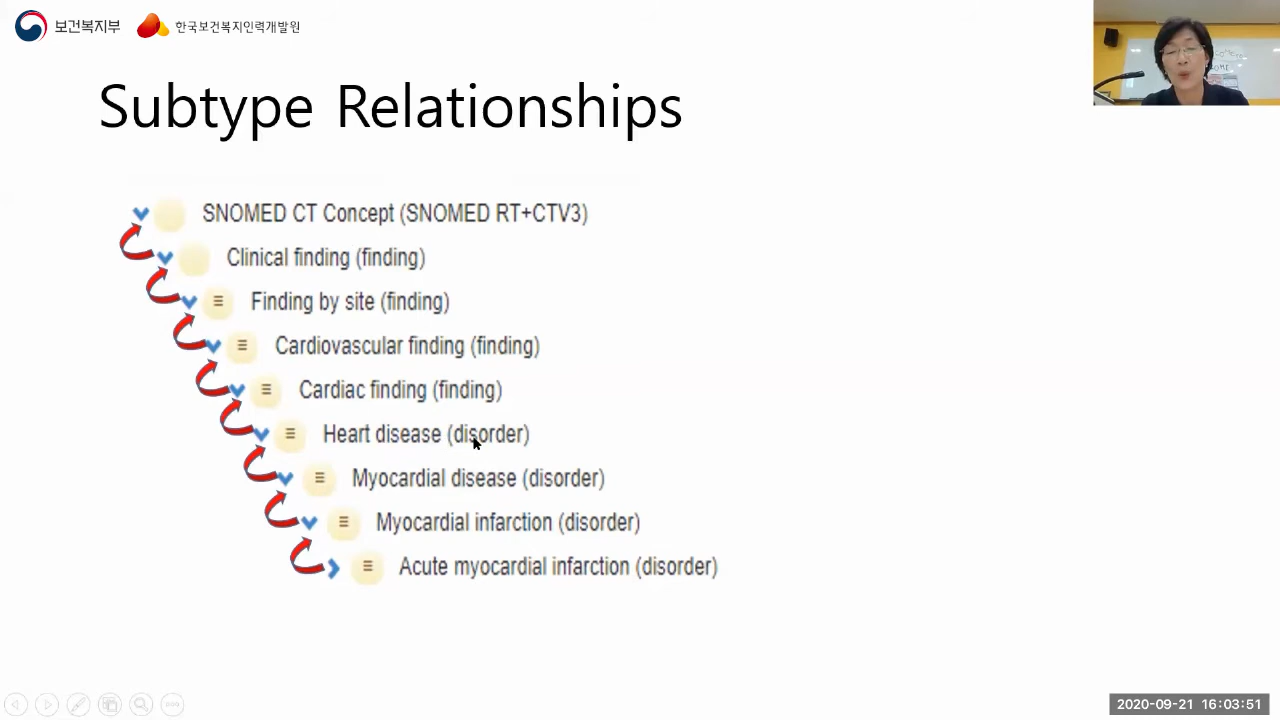 보건복지부 한국보건복지인력개발원
Subtype Relationships
SNOMED CT Concept (SNOMED RT+CTV3)
Clinical finding (finding)
Finding by site (finding)
Cardiovascular finding (finding)
Cardiac finding (finding)
Heart disease (disorder)
Myocardial disease (disorder)
Myocardial infarction (disorder)
Acute myocardial infarction (disorder)
2020-09-21 16:03:51